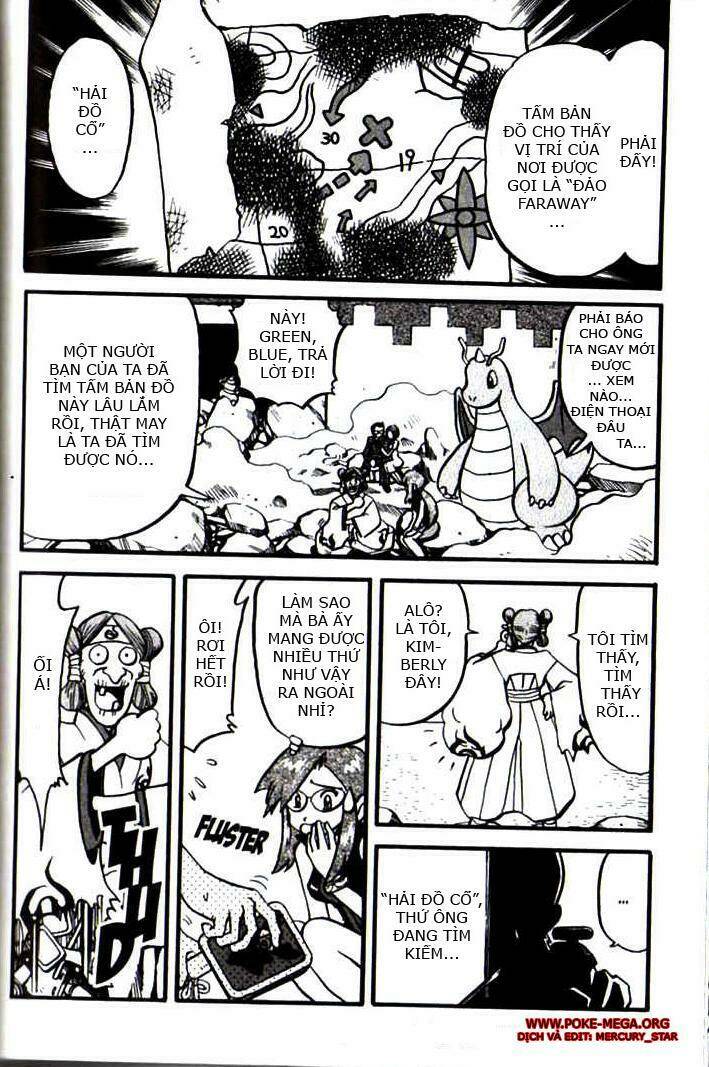 PHẢI
ĐẤY!
TẤM BẢN
ĐỒ CHO THẤY
VỊ TRÍ CỦA
NƠI ĐƯỢC
GỌI LÀ “ĐẢO
FARAWAY”
...
“HẢI
ĐỒ
CỔ”
...
30
19
20
PHẢI BÁO
CHO ÔNG
TA NGAY MỚI
ĐƯỢC
... XEM
NÀO...
ĐIỆN THOẠI
ĐÂU
TA...
NÀY!
GREEN,
BLUE, TRẢ
LỜI ĐI!
MỘT NGƯỜI
BẠN CỦA TA ĐÃ
TÌM TẤM BẢN ĐỒ
NÀY LÂU LẮM
RỒI, THẬT MAY
LÀ TA ĐÃ TÌM
ĐƯỢC NÓ...
TÔI TÌM
THẤY,
TÌM
THẤY
RỒI...
ALÔ?
LÀ TÔI,
KIM-
BERLY
ĐÂY!
...
“HẢI ĐỒ CỔ”,
THỨ ÔNG
ĐANG TÌM
KIẾM...
LÀM SAO
MÀ BÀ ẤY
MANG ĐƯỢC
NHIỀU THỨ
NHƯ VẬY
RA NGOÀI
NHỈ?
ÔI!
RƠI
HẾT
RỒI!
FLUSTER
ỐI
Á!
THUD
WWW.POKE-MEGA.ORG
DỊCH VÀ EDIT: MERCURY_STAR